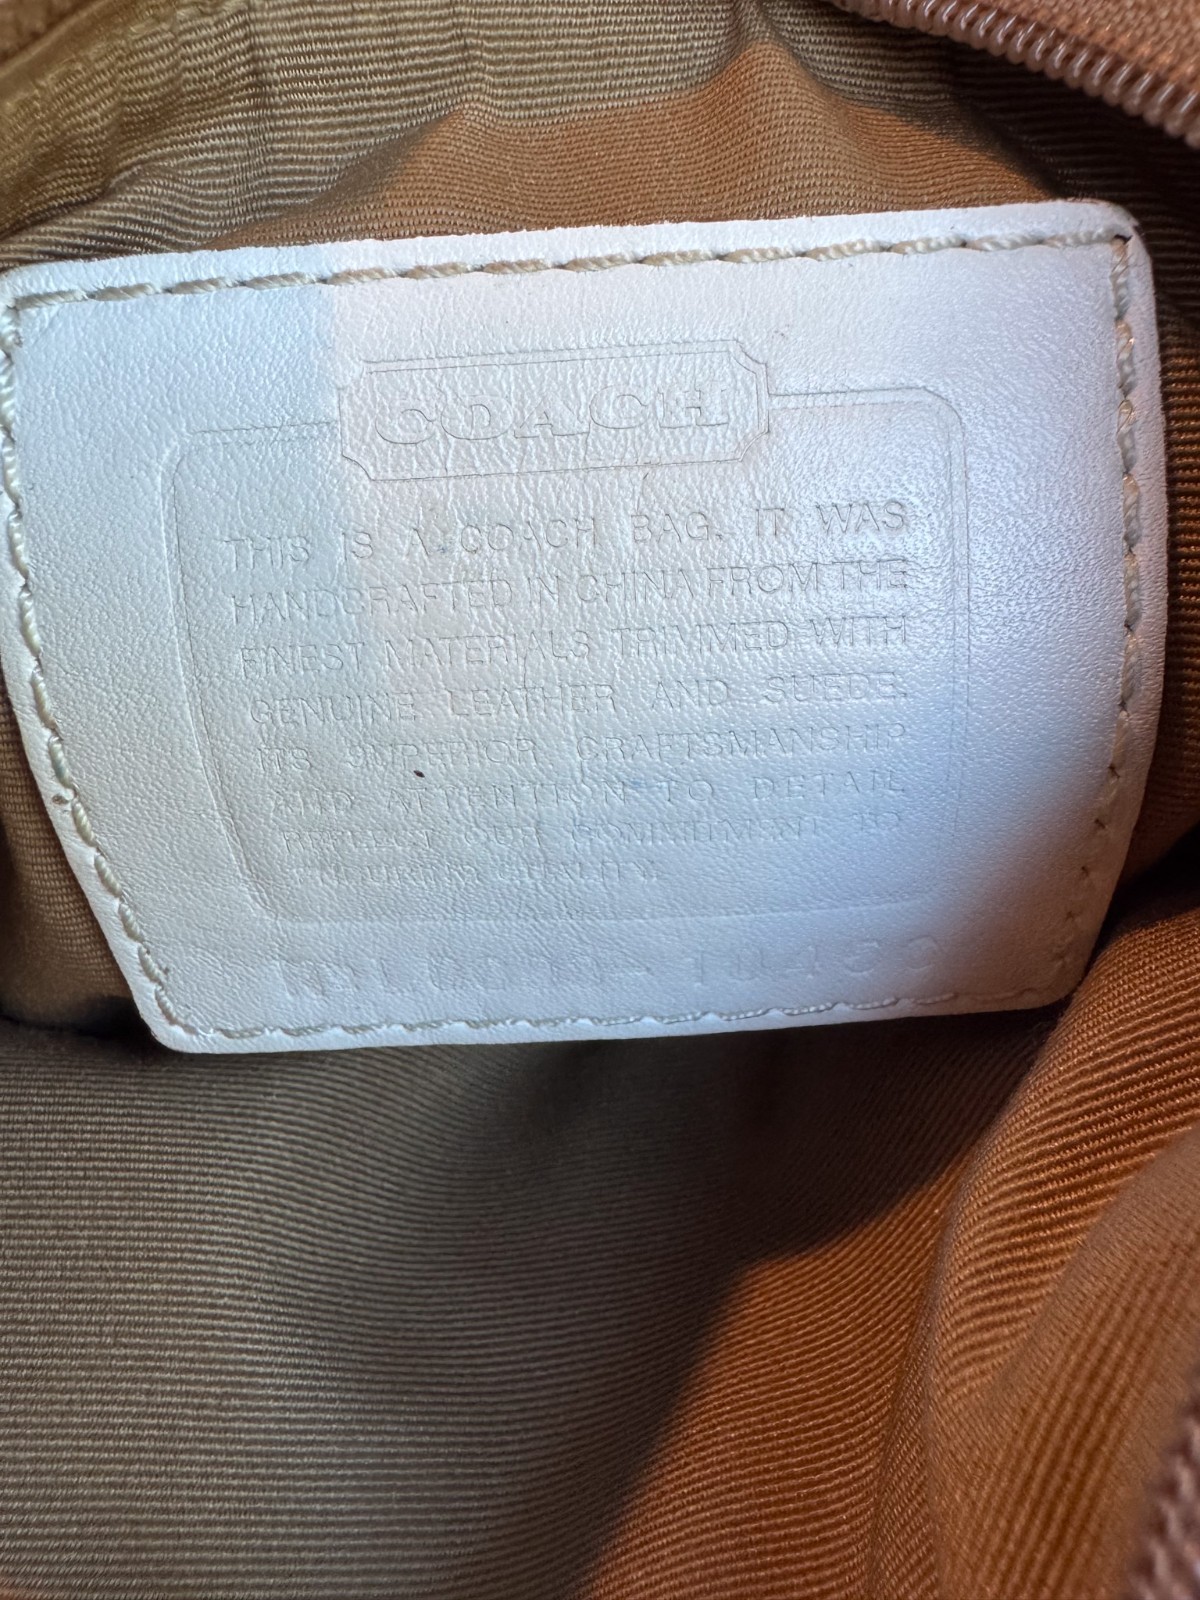 COACH
THIS IS A COACH BAG. IT WAS
HANDCRAFTED IN CHINA FROM THE
FINEST MATERIALS TRIMMED WITH
GENUINE LEATHER AND SUEDE.
ITS SUPERIOR CRAFTSMANSHIP
AND ATTENTION TO DETAIL
REFLECT OUR COMMITMENT TO
QUALITY.